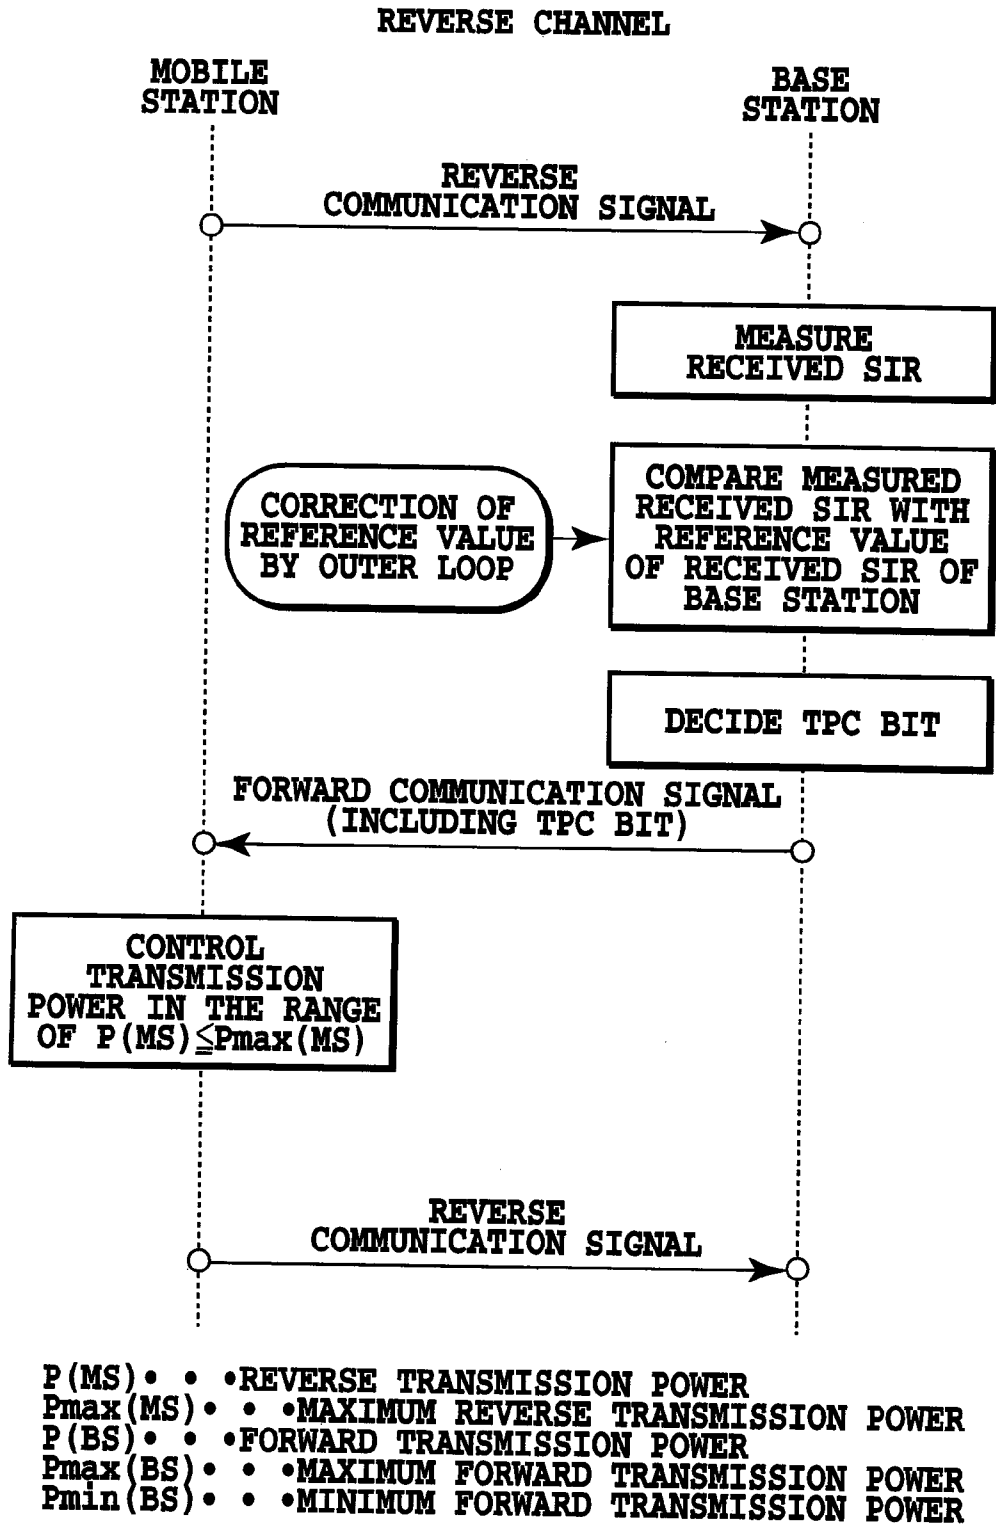 REVERSE CHANNEL
MOBILE
STATION
BASE
STATION
REVERSE
COMMUNICATION SIGNAL
MEASURE
RECEIVED SIR
CORRECTION OF
REFERENCE VALUE
BY OUTER LOOP
COMPARE MEASURED
RECEIVED SIR WITH
REFERENCE VALUE
OF RECEIVED SIR OF
BASE STATION
DECIDE TPC BIT
FORWARD COMMUNICATION SIGNAL
(INCLUDING TPC BIT)
CONTROL
TRANSMISSION
POWER IN THE RANGE
OF P(MS)≦Pmax(MS)
REVERSE
COMMUNICATION SIGNAL
P(MS)• • •REVERSE TRANSMISSION POWER
Pmax(MS)• • •MAXIMUM REVERSE TRANSMISSION POWER
P(BS)• • •FORWARD TRANSMISSION POWER
Pmax(BS)• • •MAXIMUM FORWARD TRANSMISSION POWER
Pmin(BS)• • •MINIMUM FORWARD TRANSMISSION POWER